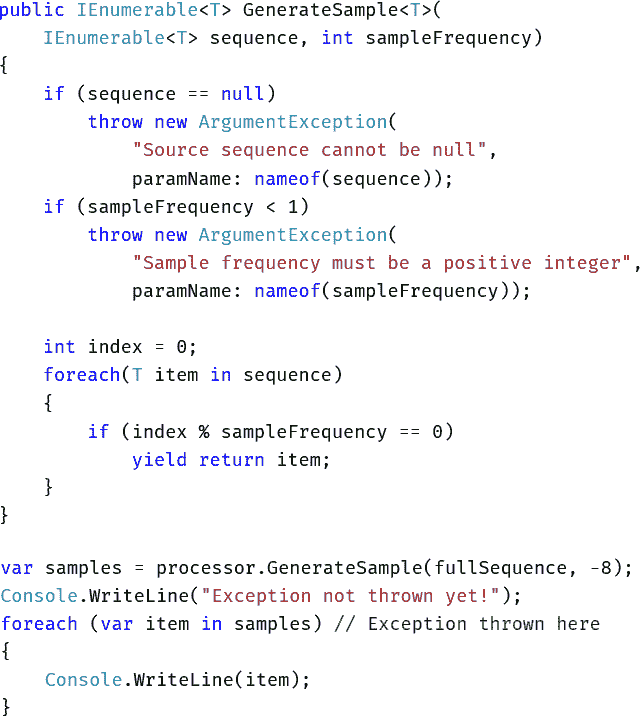 public IEnumerable<T> GenerateSample<T>(
    IEnumerable<T> sequence, int sampleFrequency)
{
    if (sequence == null)
        throw new ArgumentException(
            "Source sequence cannot be null",
            paramName: nameof(sequence));
    if (sampleFrequency < 1)
        throw new ArgumentException(
            "Sample frequency must be a positive integer",
            paramName: nameof(sampleFrequency));

    int index = 0;
    foreach(T item in sequence)
    {
        if (index % sampleFrequency == 0)
            yield return item;
    }
}

var samples = processor.GenerateSample(fullSequence, -8);
Console.WriteLine("Exception not thrown yet!");
foreach (var item in samples) // Exception thrown here
{
    Console.WriteLine(item);
}